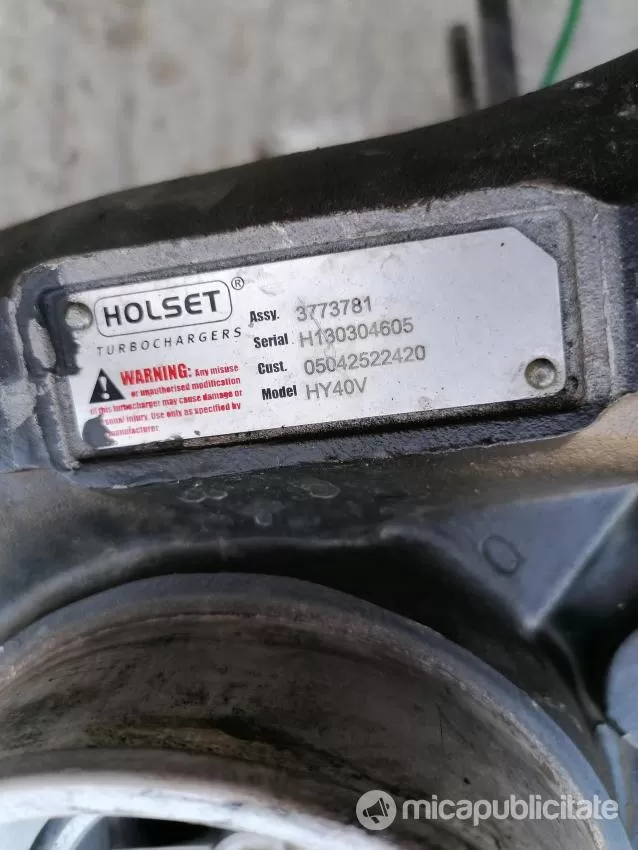 HOLSET®
TURBOCHARGERS
WARNING: Any misuse
or unauthorised modification
of this turbocharger may cause damage or
personal injury. Use only as specified by
manufacturer
Assy. 3773781
Serial H130304605
Cust. 05042522420
Model HY40V
micapublicitate